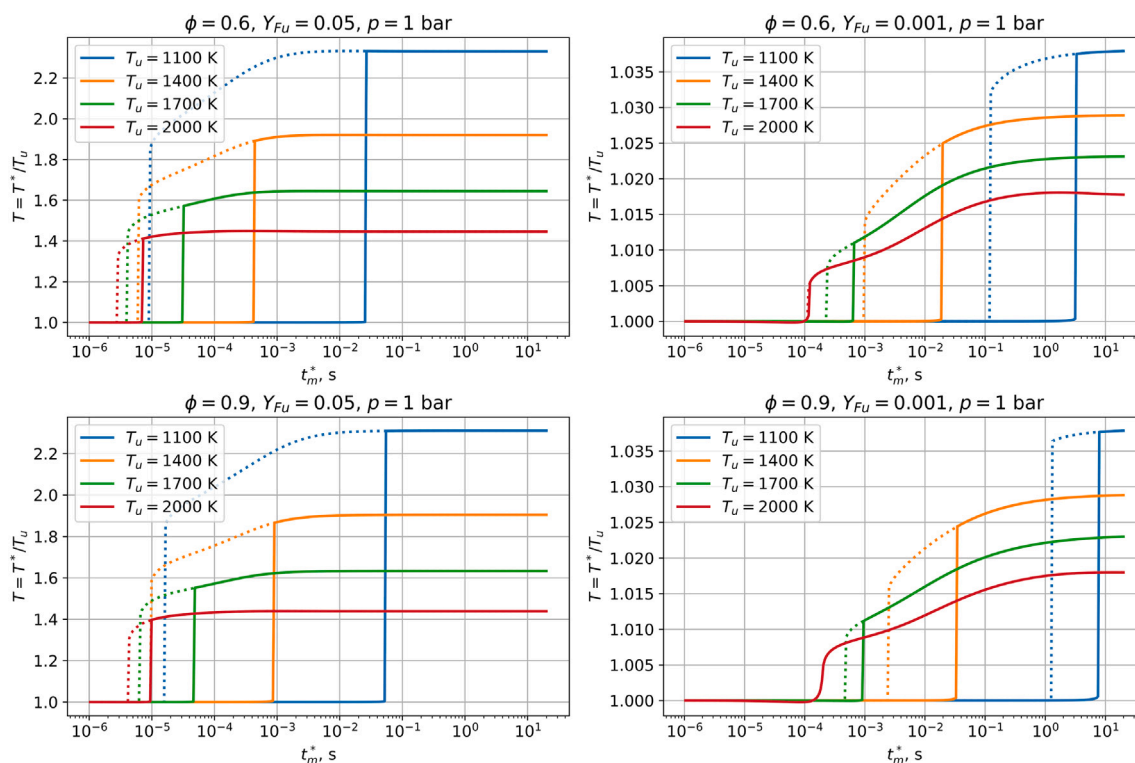 ϕ = 0.6, Y_Fu = 0.05, p = 1 bar
T = T*/T_u
2.2
2.0
1.8
1.6
1.4
1.2
1.0
T_u = 1100 K
T_u = 1400 K
T_u = 1700 K
T_u = 2000 K
10⁻⁶ 10⁻⁵ 10⁻⁴ 10⁻³ 10⁻² 10⁻¹ 10⁰ 10¹
t*_m, s
ϕ = 0.6, Y_Fu = 0.001, p = 1 bar
T = T*/T_u
1.035
1.030
1.025
1.020
1.015
1.010
1.005
1.000
T_u = 1100 K
T_u = 1400 K
T_u = 1700 K
T_u = 2000 K
10⁻⁶ 10⁻⁵ 10⁻⁴ 10⁻³ 10⁻² 10⁻¹ 10⁰ 10¹
t*_m, s
ϕ = 0.9, Y_Fu = 0.05, p = 1 bar
T = T*/T_u
2.2
2.0
1.8
1.6
1.4
1.2
1.0
T_u = 1100 K
T_u = 1400 K
T_u = 1700 K
T_u = 2000 K
10⁻⁶ 10⁻⁵ 10⁻⁴ 10⁻³ 10⁻² 10⁻¹ 10⁰ 10¹
t*_m, s
ϕ = 0.9, Y_Fu = 0.001, p = 1 bar
T = T*/T_u
1.035
1.030
1.025
1.020
1.015
1.010
1.005
1.000
T_u = 1100 K
T_u = 1400 K
T_u = 1700 K
T_u = 2000 K
10⁻⁶ 10⁻⁵ 10⁻⁴ 10⁻³ 10⁻² 10⁻¹ 10⁰ 10¹
t*_m, s